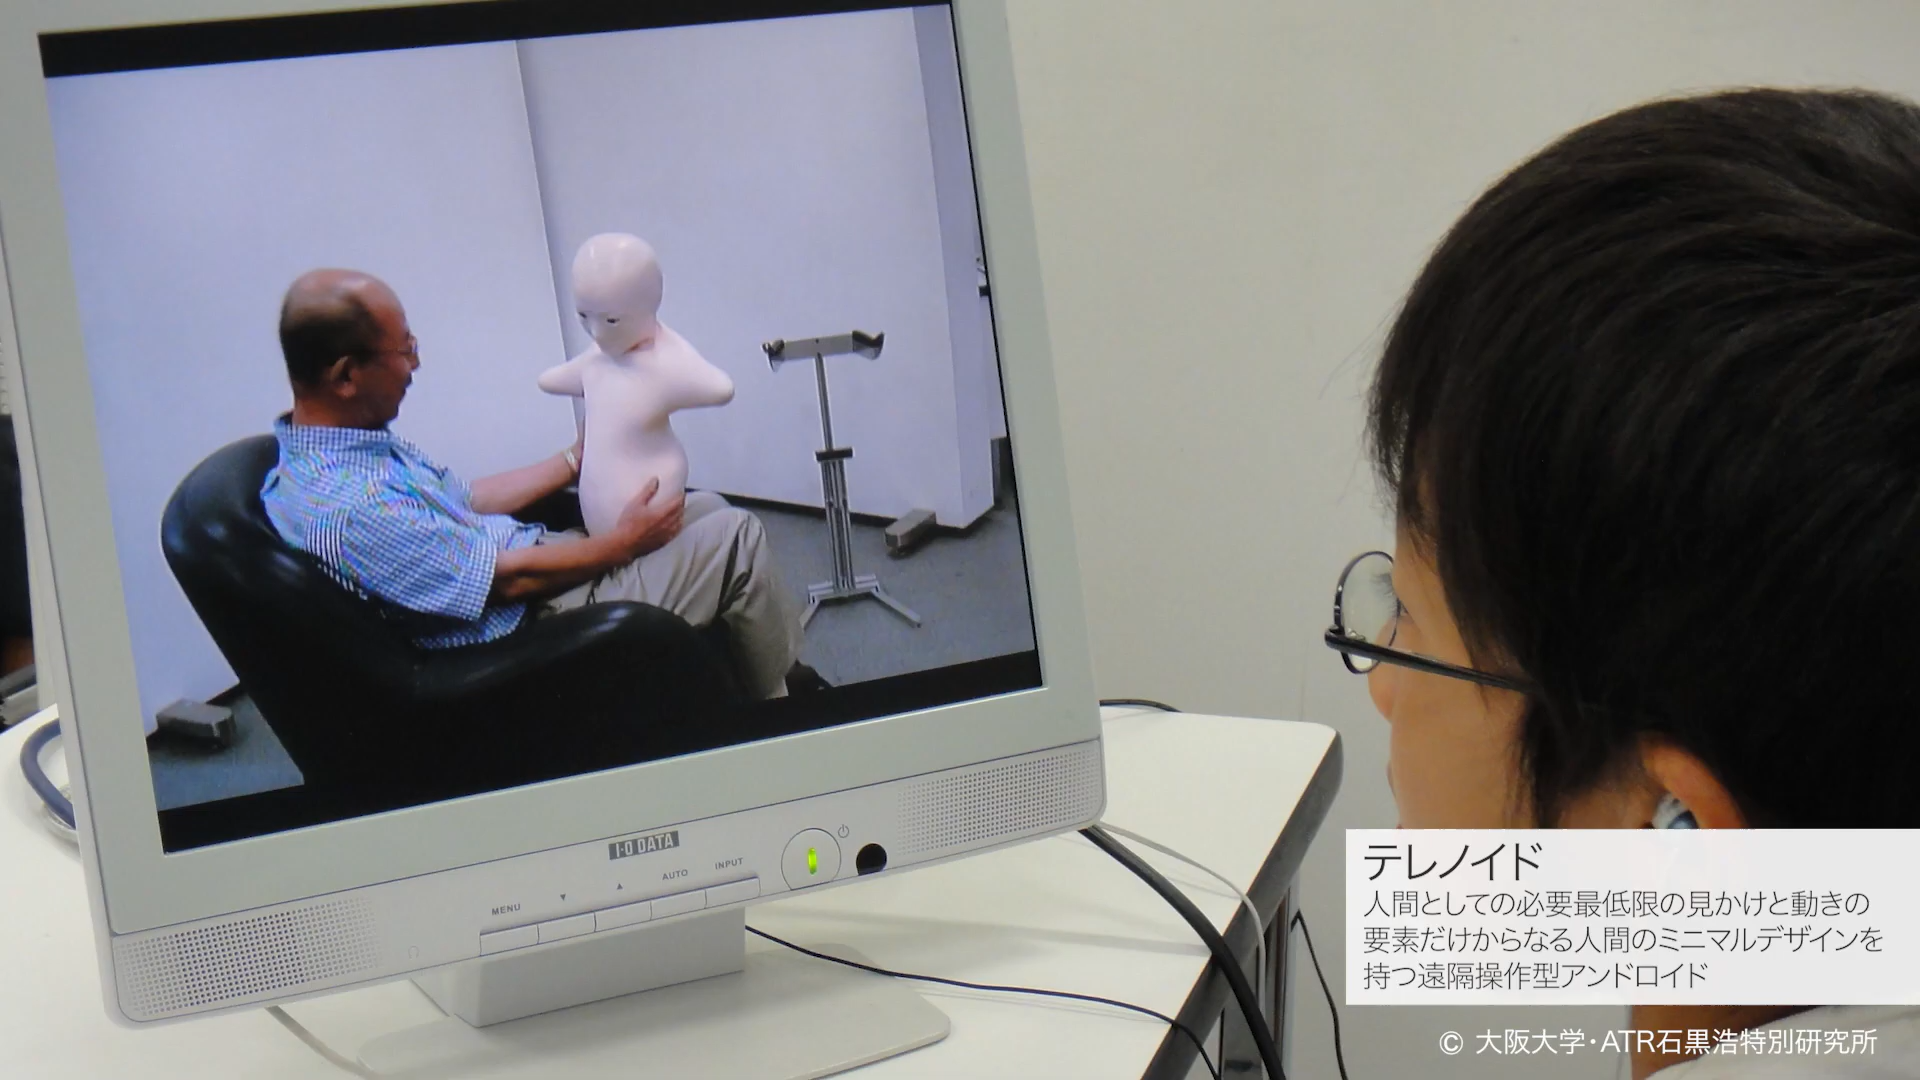 I-O DATA
MENU
▼
▲
AUTO
INPUT
テレノイド
人間としての必要最低限の見かけと動きの
要素だけからなる人間のミニマルデザインを
持つ遠隔操作型アンドロイド
© 大阪大学・ATR石黒浩特別研究所